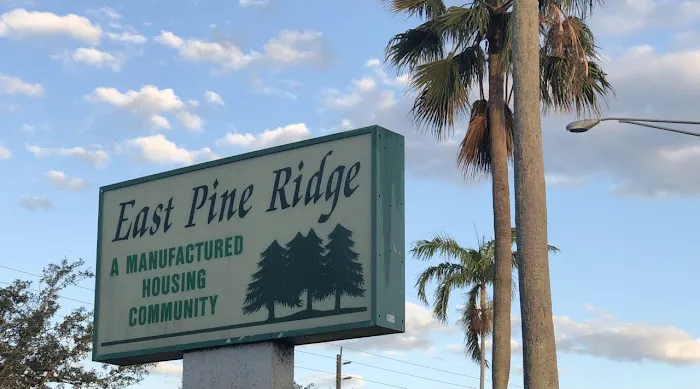 East Pine Ridge
A MANUFACTURED
HOUSING
COMMUNITY